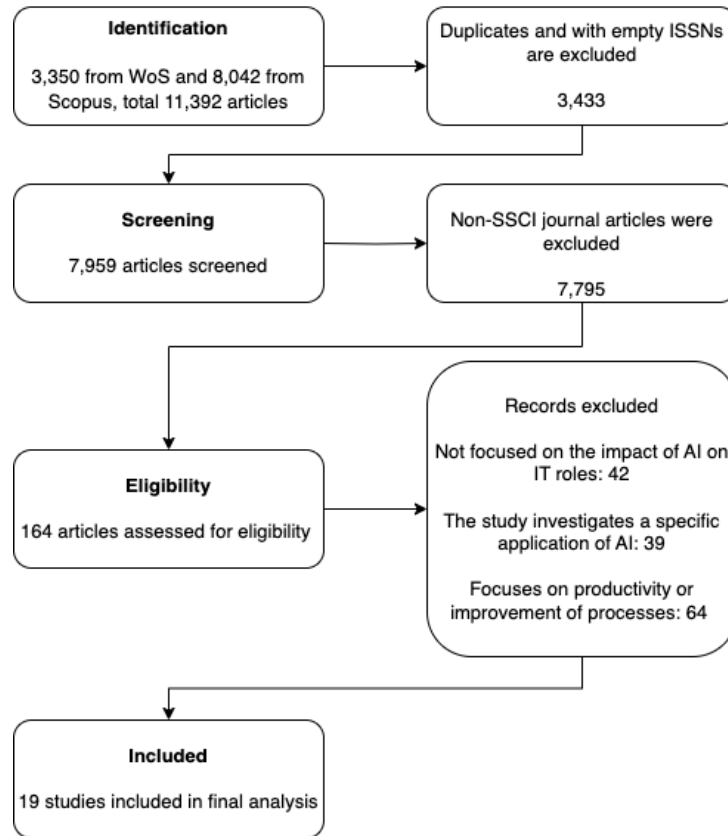 Identification
3,350 from WoS and 8,042 from
Scopus, total 11,392 articles
Duplicates and with empty ISSNs
are excluded
3,433
Screening
7,959 articles screened
Non-SSCI journal articles were
excluded
7,795
Eligibility
164 articles assessed for eligibility
Records excluded
Not focused on the impact of AI on
IT roles: 42
The study investigates a specific
application of AI: 39
Focuses on productivity or
improvement of processes: 64
Included
19 studies included in final analysis